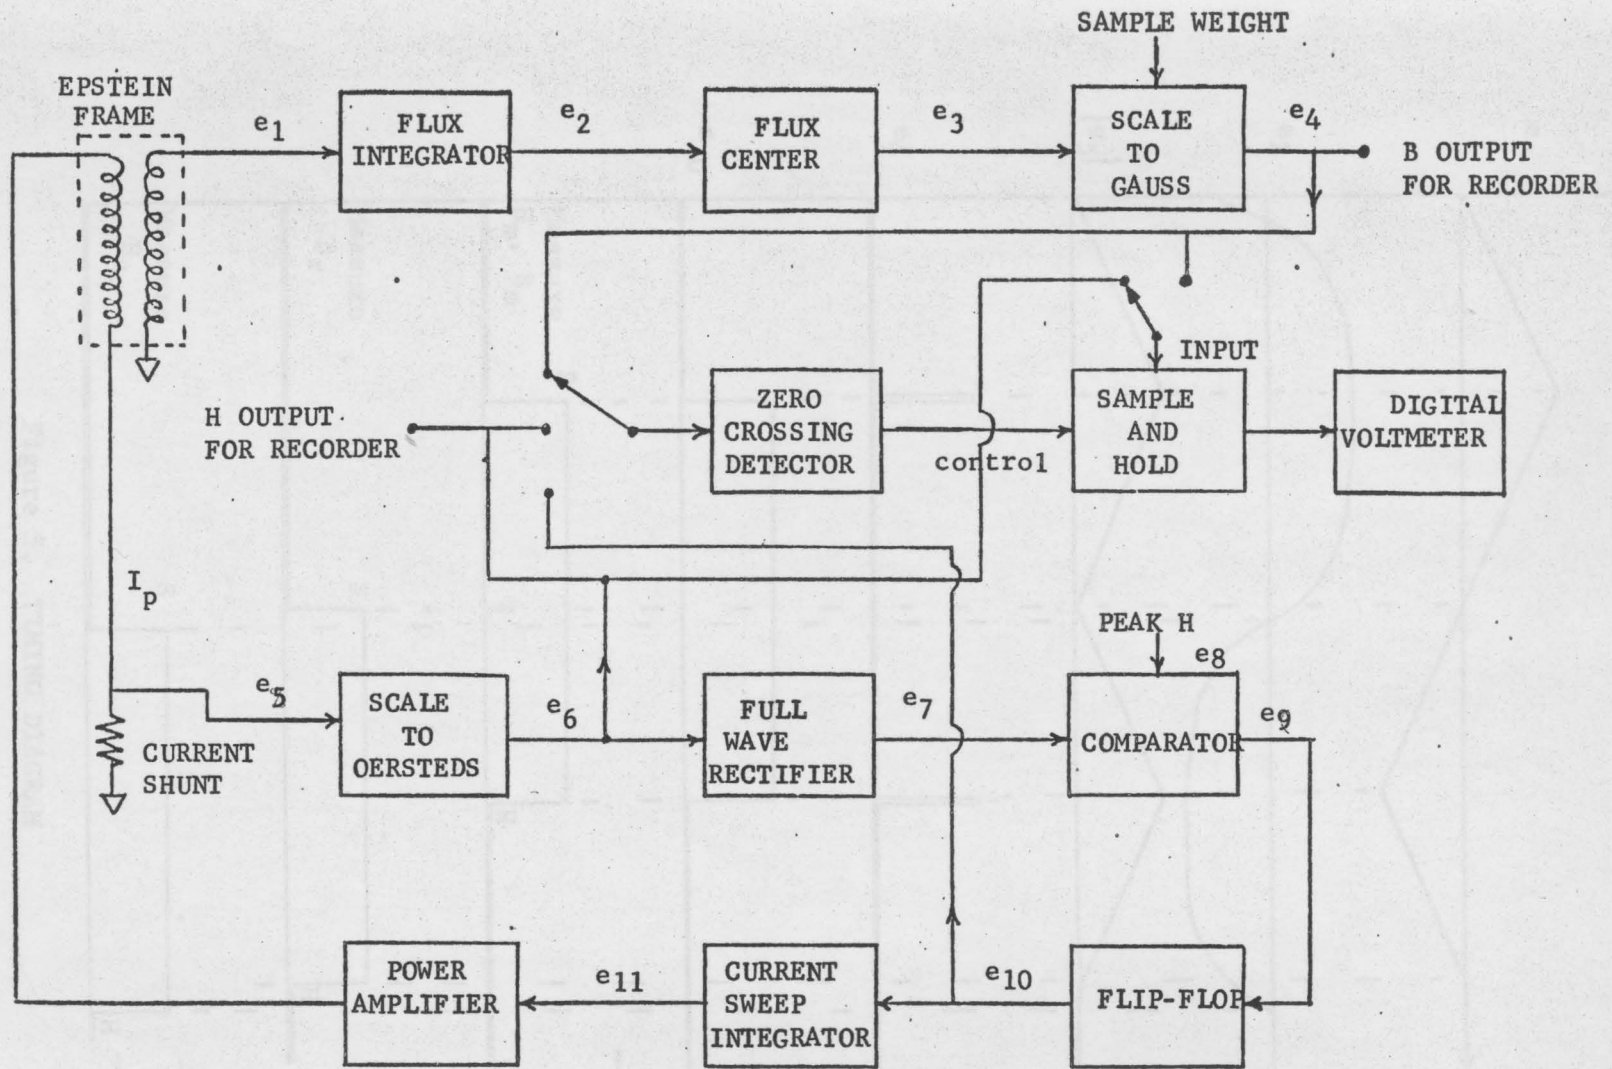 SAMPLE WEIGHT
EPSTEIN
FRAME
e1
FLUX
INTEGRATOR
e2
FLUX
CENTER
e3
SCALE
TO
GAUSS
e4
B OUTPUT
FOR RECORDER
INPUT
H OUTPUT
FOR RECORDER
ZERO
CROSSING
DETECTOR
control
SAMPLE
AND
HOLD
DIGITAL
VOLTMETER
Ip
PEAK H
e8
e5
SCALE
TO
OERSTEDS
e6
FULL
WAVE
RECTIFIER
e7
COMPARATOR
e9
CURRENT
SHUNT
POWER
AMPLIFIER
e11
CURRENT
SWEEP
INTEGRATOR
e10
FLIP-FLOP
TIMING DIAGRAM